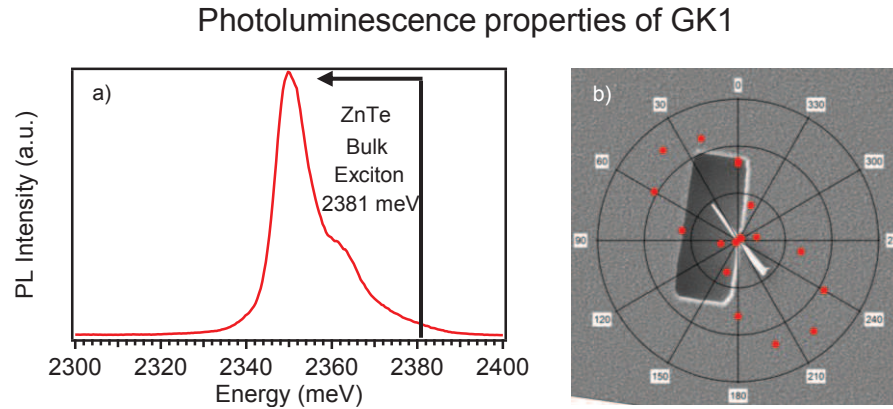 Photoluminescence properties of GK1
a)
ZnTe
Bulk
Exciton
2381 meV
PL Intensity (a.u.)
2300 2320 2340 2360 2380 2400
Energy (meV)
b)
0
30
330
60
300
90
2
120
240
150
210
180